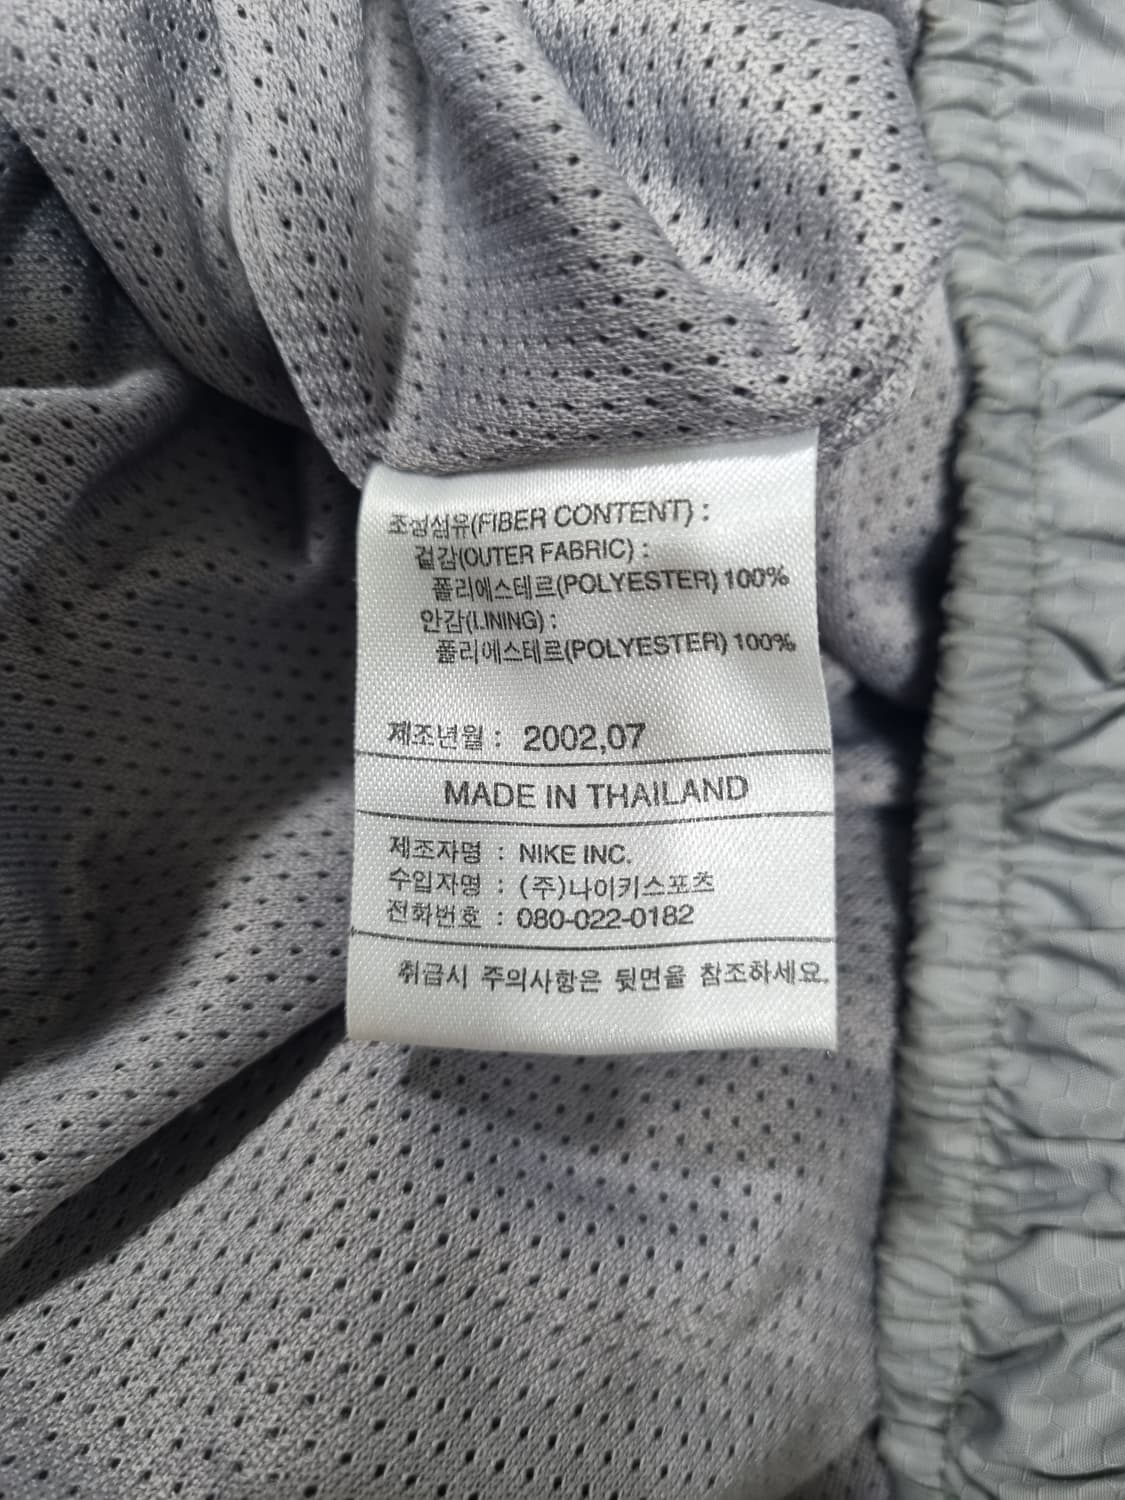 조성섬유(FIBER CONTENT) :
겉감(OUTER FABRIC) :
폴리에스테르(POLYESTER) 100%
안감(LINING) :
폴리에스테르(POLYESTER) 100%
제조년월 : 2002,07
MADE IN THAILAND
제조자명 : NIKE INC.
수입자명 : (주)나이키스포츠
전화번호 : 080-022-0182
취급시 주의사항은 뒷면을 참조하세요.